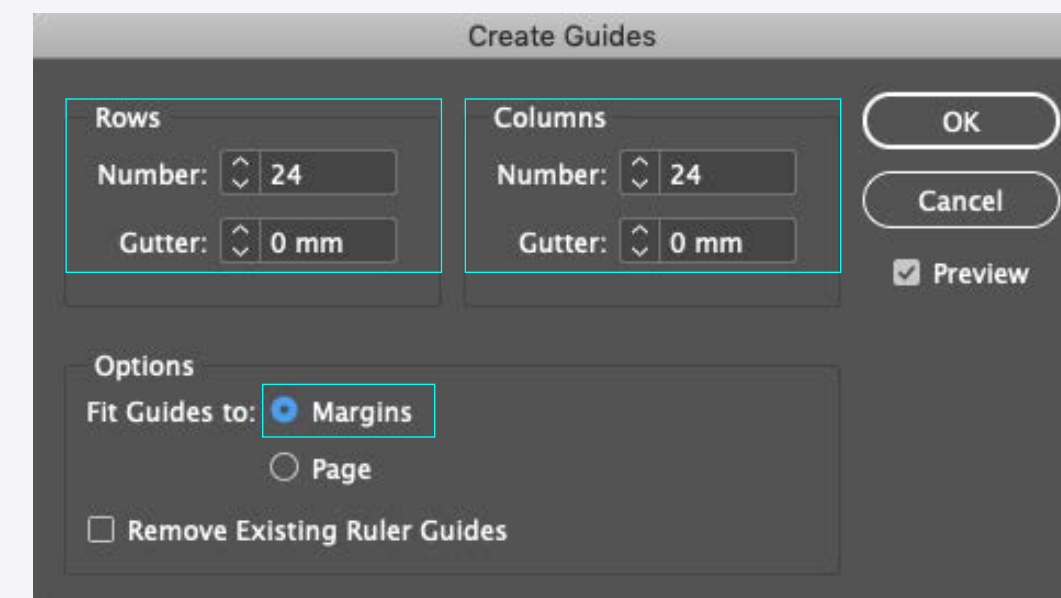 Create Guides
Rows
Number: 24
Gutter: 0 mm
Columns
Number: 24
Gutter: 0 mm
OK
Cancel
Preview
Options
Fit Guides to: Margins
Page
Remove Existing Ruler Guides